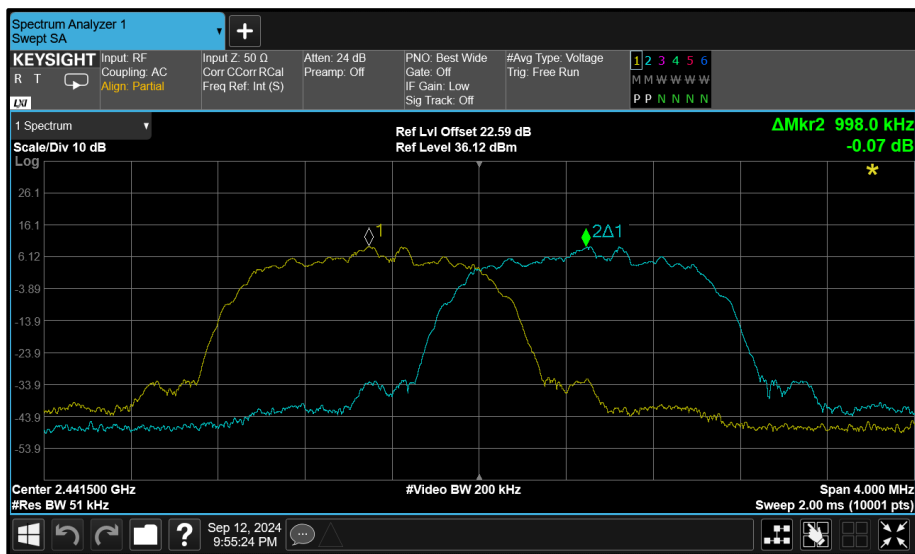 Spectrum Analyzer 1
Swept SA
KEYSIGHT
R T
LXI
Input: RF
Coupling: AC
Align: Partial
Input Z: 50 Ω
Corr CCorr RCal
Freq Ref: Int (S)
Atten: 24 dB
Preamp: Off
PNO: Best Wide
Gate: Off
IF Gain: Low
Sig Track: Off
#Avg Type: Voltage
Trig: Free Run
1 2 3 4 5 6
M M W W W W
P P N N N N
1 Spectrum
Scale/Div 10 dB
Ref Lvl Offset 22.59 dB
Ref Level 36.12 dBm
ΔMkr2 998.0 kHz
-0.07 dB
Log
*
26.1
16.1
6.12
-3.89
-13.9
-23.9
-33.9
-43.9
-53.9
1
2Δ1
Center 2.441500 GHz
#Video BW 200 kHz
Span 4.000 MHz
#Res BW 51 kHz
Sweep 2.00 ms (10001 pts)
?
Sep 12, 2024
9:55:24 PM